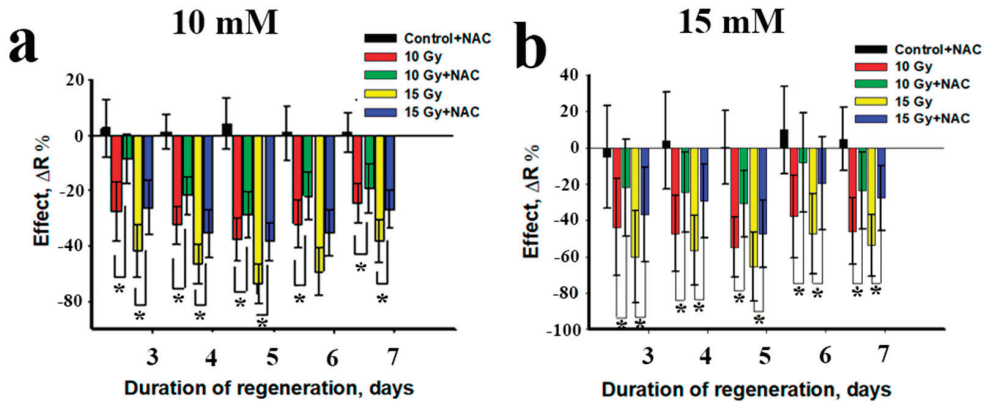 a
10 mM
Control+NAC
10 Gy
10 Gy+NAC
15 Gy
15 Gy+NAC
Effect, ΔR %
20
0
-20
-40
-60
-80
* * * * * * * * *
3 4 5 6 7
Duration of regeneration, days
b
15 mM
Control+NAC
10 Gy
10 Gy+NAC
15 Gy
15 Gy+NAC
Effect, ΔR %
40
20
0
-20
-40
-60
-80
-100
* * * * * * * * * *
3 4 5 6 7
Duration of regeneration, days